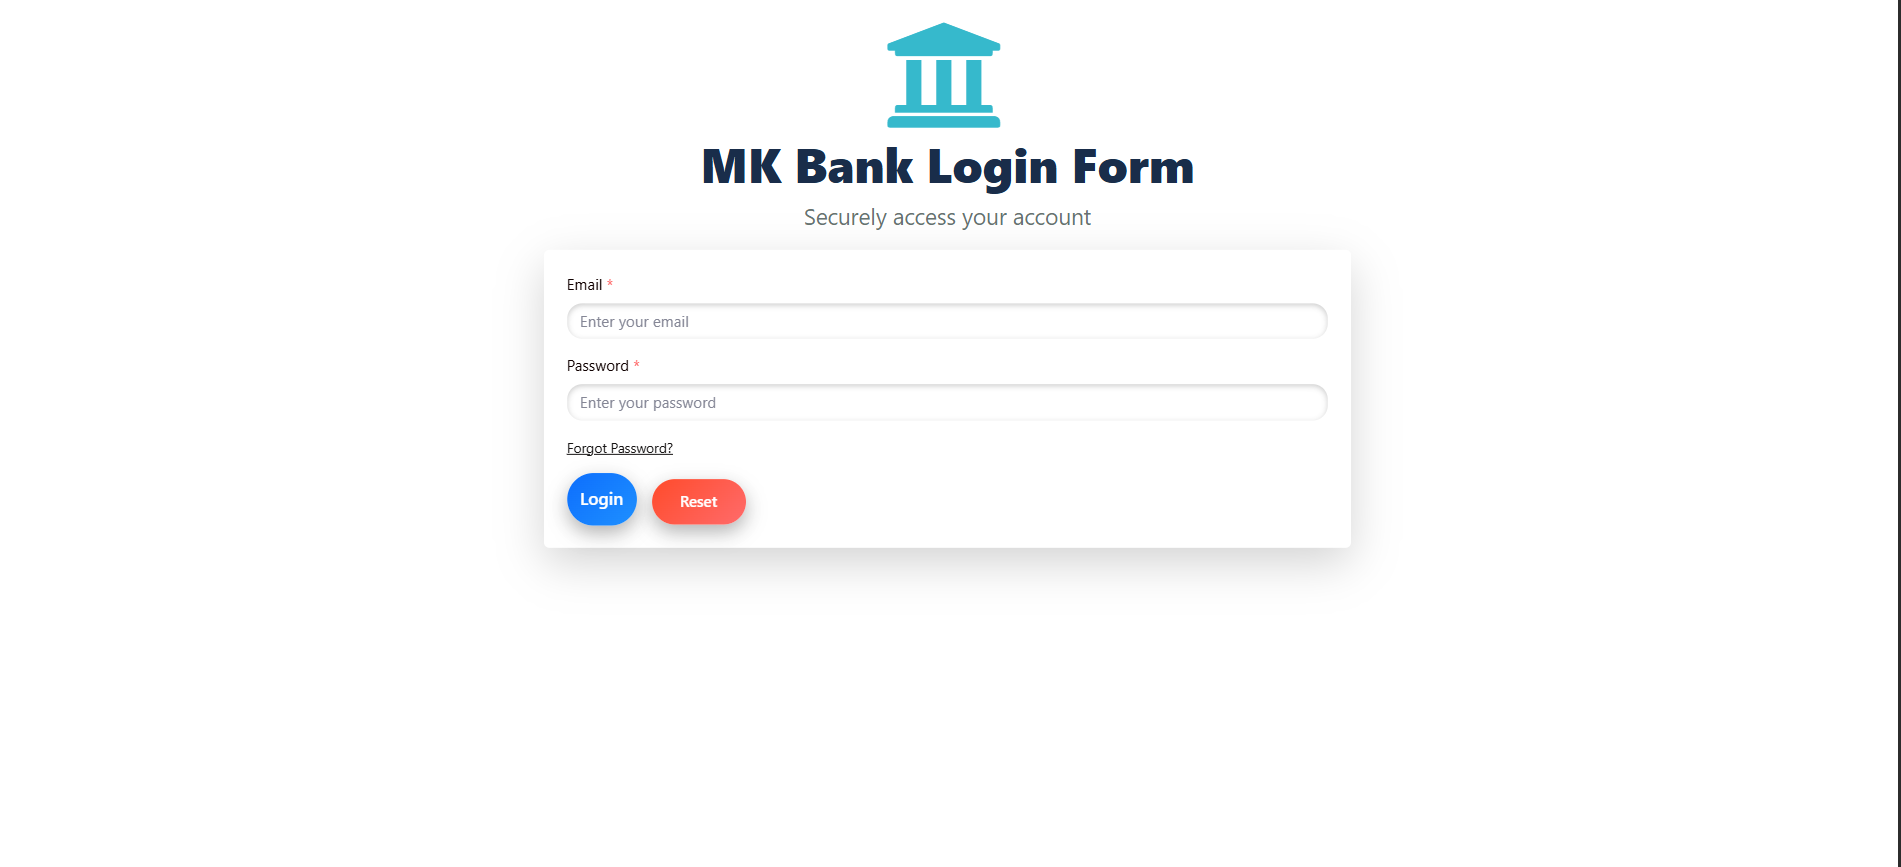 MK Bank Login Form
Securely access your account
Email *
Enter your email
Password *
Enter your password
Forgot Password?
Login Reset